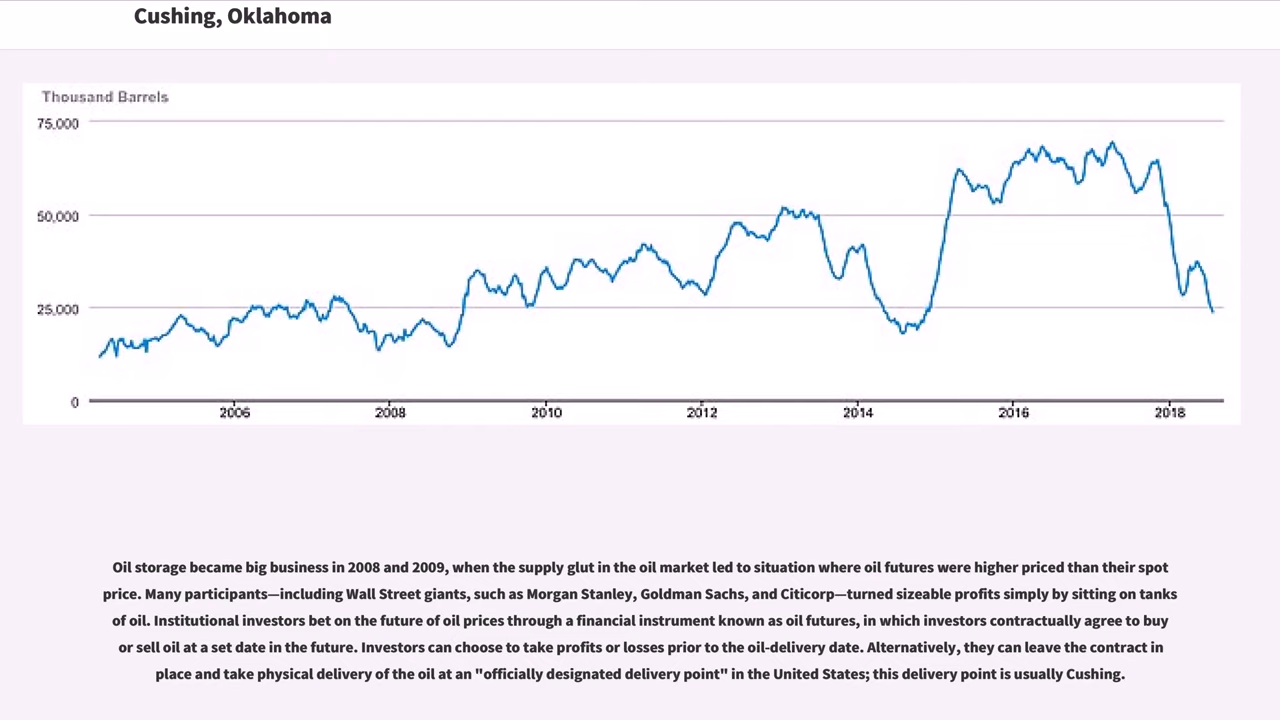 Cushing, Oklahoma
Thousand Barrels
75,000
50,000
25,000
0
2006 2008 2010 2012 2014 2016 2018
Oil storage became big business in 2008 and 2009, when the supply glut in the oil market led to situation where oil futures were higher priced than their spot
price. Many participants—including Wall Street giants, such as Morgan Stanley, Goldman Sachs, and Citicorp—turned sizeable profits simply by sitting on tanks
of oil. Institutional investors bet on the future of oil prices through a financial instrument known as oil futures, in which investors contractually agree to buy
or sell oil at a set date in the future. Investors can choose to take profits or losses prior to the oil-delivery date. Alternatively, they can leave the contract in
place and take physical delivery of the oil at an "officially designated delivery point" in the United States; this delivery point is usually Cushing.